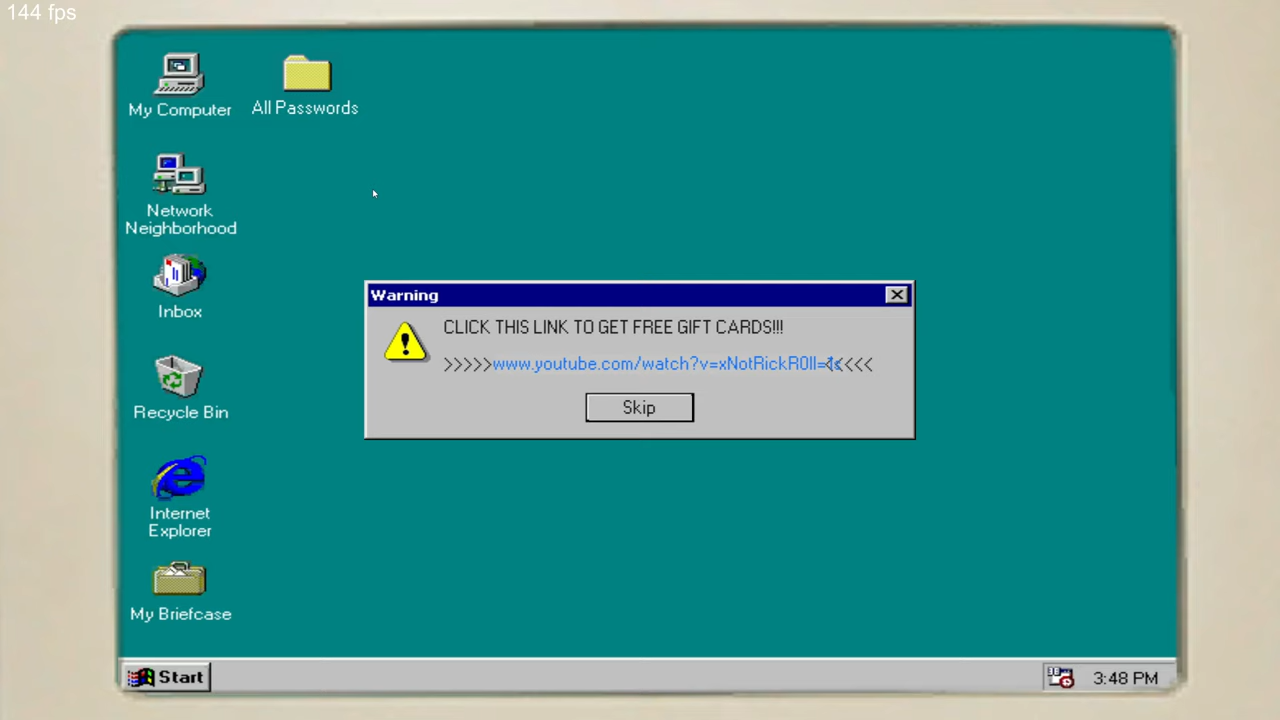 144 fps
My Computer
All Passwords
Network
Neighborhood
Inbox
Recycle Bin
Internet
Explorer
My Briefcase
Warning
CLICK THIS LINK TO GET FREE GIFT CARDS!!!
>>>>>www.youtube.com/watch?v=xNotRickR0ll=<<<<<
Skip
Start
3:48 PM